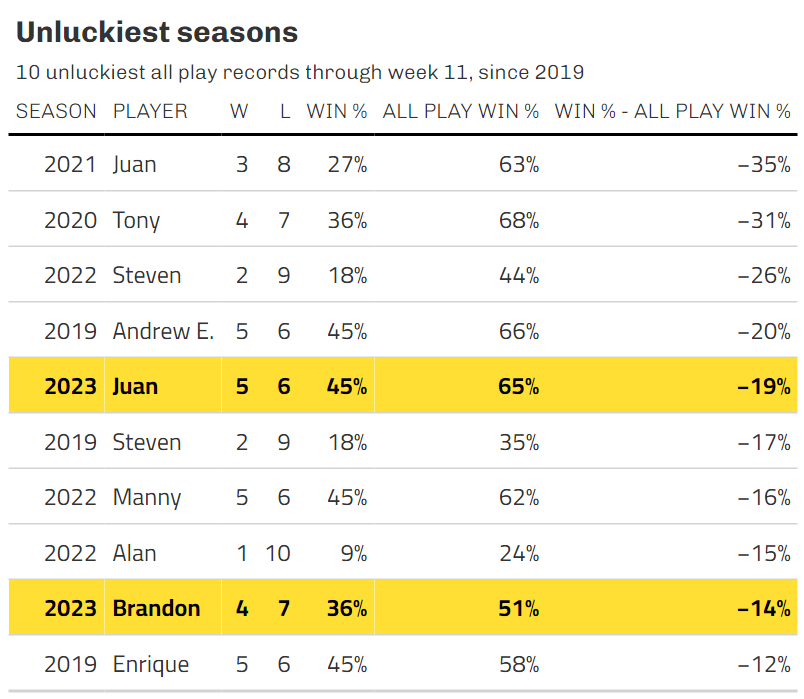 Unluckiest seasons
10 unluckiest all play records through week 11, since 2019
SEASON PLAYER W L WIN % ALL PLAY WIN % WIN % - ALL PLAY WIN %
2021 Juan 3 8 27% 63% −35%
2020 Tony 4 7 36% 68% −31%
2022 Steven 2 9 18% 44% −26%
2019 Andrew E. 5 6 45% 66% −20%
2023 Juan 5 6 45% 65% −19%
2019 Steven 2 9 18% 35% −17%
2022 Manny 5 6 45% 62% −16%
2022 Alan 1 10 9% 24% −15%
2023 Brandon 4 7 36% 51% −14%
2019 Enrique 5 6 45% 58% −12%